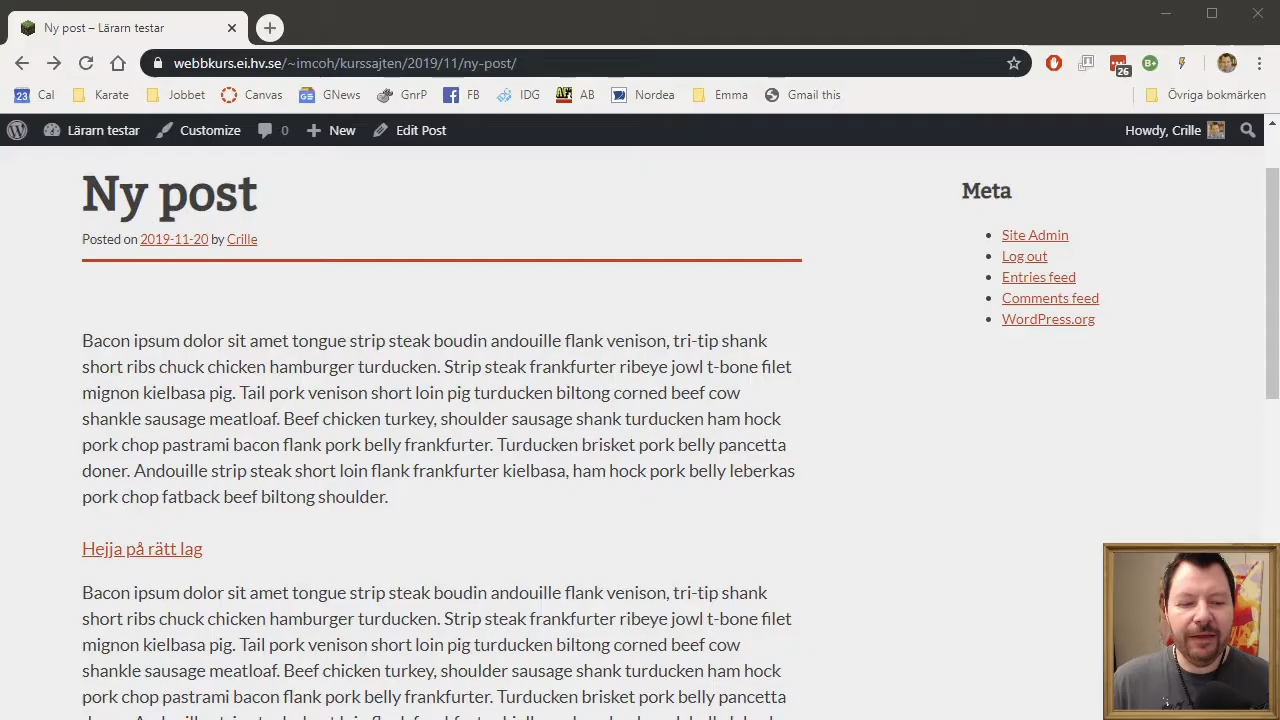 Ny post – Lärarn testar
webbkurs.ei.hv.se/~imcoh/kurssajten/2019/11/ny-post/
26
23 Cal Karate Jobbet Canvas GNews GnrP FB IDG AB Nordea Emma Gmail this Övriga bokmärken
Lärarn testar Customize 0 New Edit Post Howdy, Crille
Ny post
Posted on 2019-11-20 by Crille
Bacon ipsum dolor sit amet tongue strip steak boudin andouille flank venison, tri-tip shank
short ribs chuck chicken hamburger turducken. Strip steak frankfurter ribeye jowl t-bone filet
mignon kielbasa pig. Tail pork venison short loin pig turducken biltong corned beef cow
shankle sausage meatloaf. Beef chicken turkey, shoulder sausage shank turducken ham hock
pork chop pastrami bacon flank pork belly frankfurter. Turducken brisket pork belly pancetta
doner. Andouille strip steak short loin flank frankfurter kielbasa, ham hock pork belly leberkas
pork chop fatback beef biltong shoulder.
Hejja på rätt lag
Bacon ipsum dolor sit amet tongue strip steak boudin andouille flank venison, tri-tip shank
short ribs chuck chicken hamburger turducken. Strip steak frankfurter ribeye jowl t-bone filet
mignon kielbasa pig. Tail pork venison short loin pig turducken biltong corned beef cow
shankle sausage meatloaf. Beef chicken turkey, shoulder sausage shank turducken ham hock
pork chop pastrami bacon flank pork belly frankfurter. Turducken brisket pork belly pancetta
Meta
Site Admin
Log out
Entries feed
Comments feed
WordPress.org